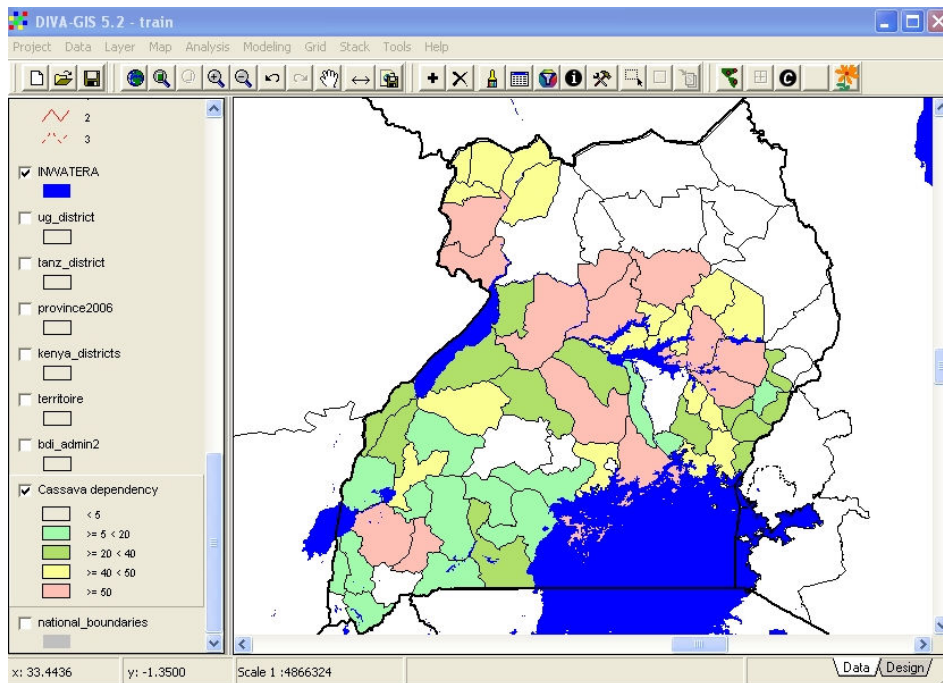 DIVA-GIS 5.2 - train
Project Data Layer Map Analysis Modeling Grid Stack Tools Help
2
3
INWATERA
ug_district
tanz_district
province2006
kenya_districts
territoire
bdi_admin2
Cassava dependency
< 5
>= 5 < 20
>= 20 < 40
>= 40 < 50
>= 50
national_boundaries
x: 33.4436 y: -1.3500 Scale 1 :4866324 Data Design